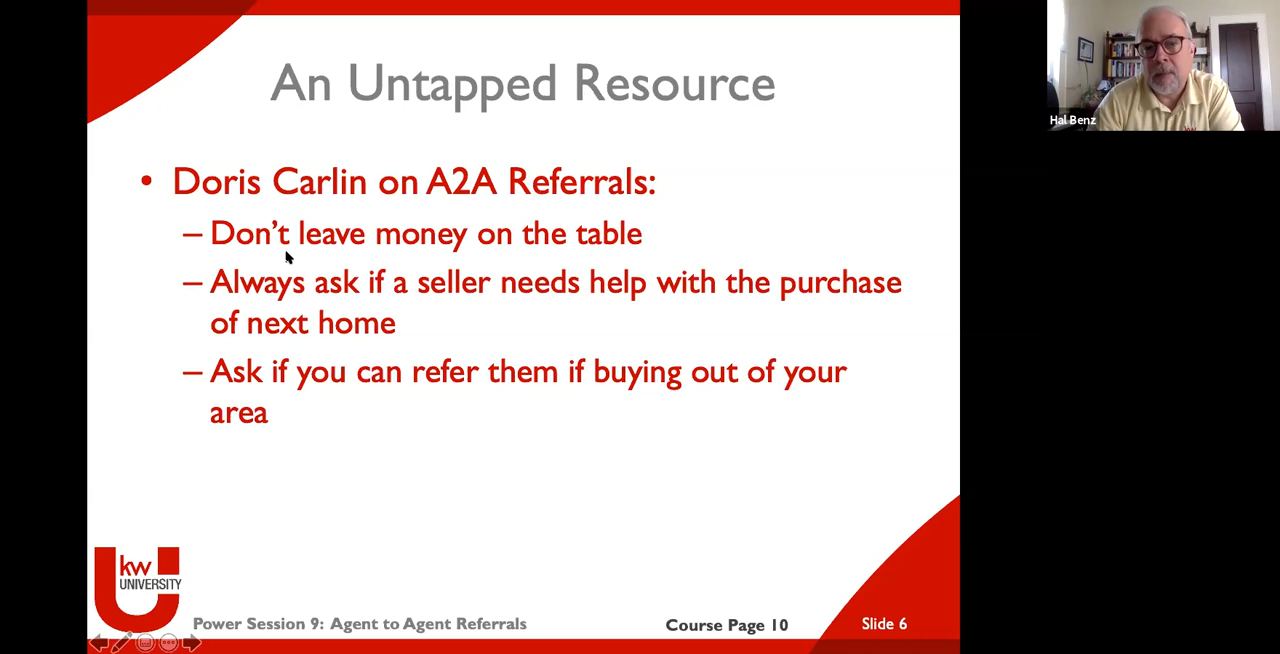 An Untapped Resource
Hal Benz
• Doris Carlin on A2A Referrals:
– Don’t leave money on the table
– Always ask if a seller needs help with the purchase
of next home
– Ask if you can refer them if buying out of your
area
kw
UNIVERSITY
Power Session 9: Agent to Agent Referrals
Course Page 10
Slide 6